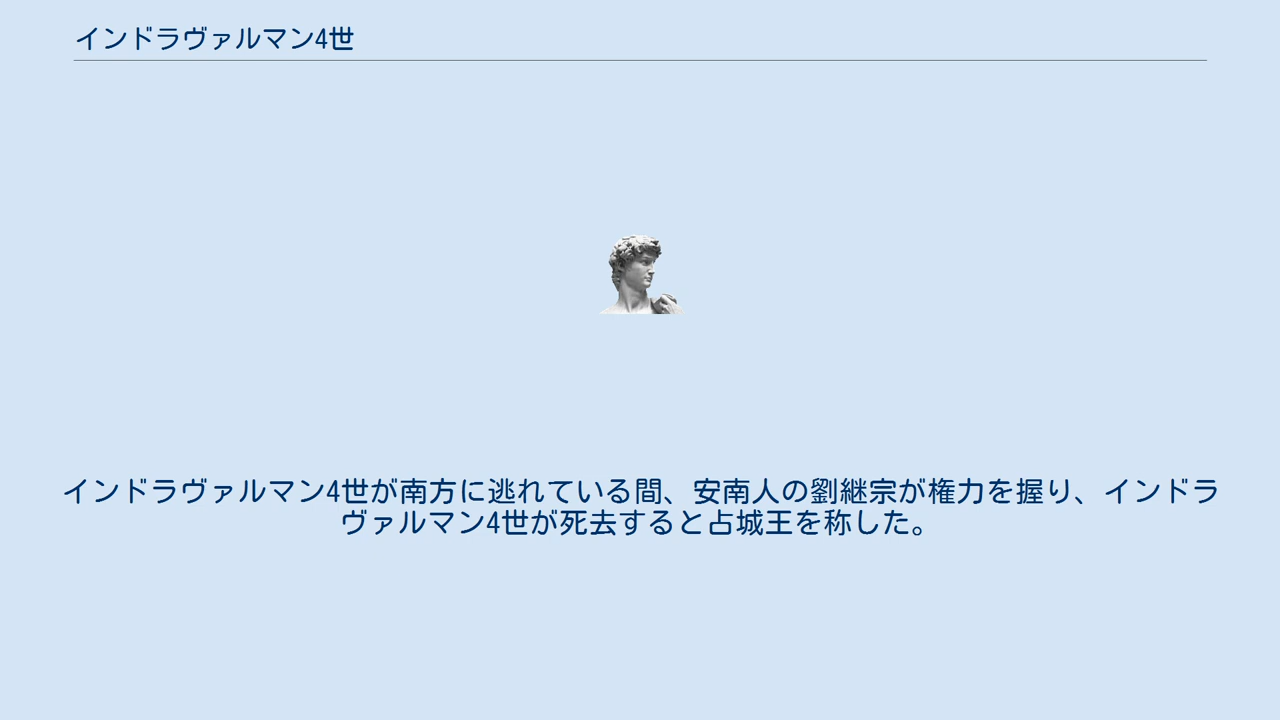 インドラヴァルマン4世
インドラヴァルマン4世が南方に逃れている間、安南人の劉継宗が権力を握り、インドラ
ヴァルマン4世が死去すると占城王を称した。